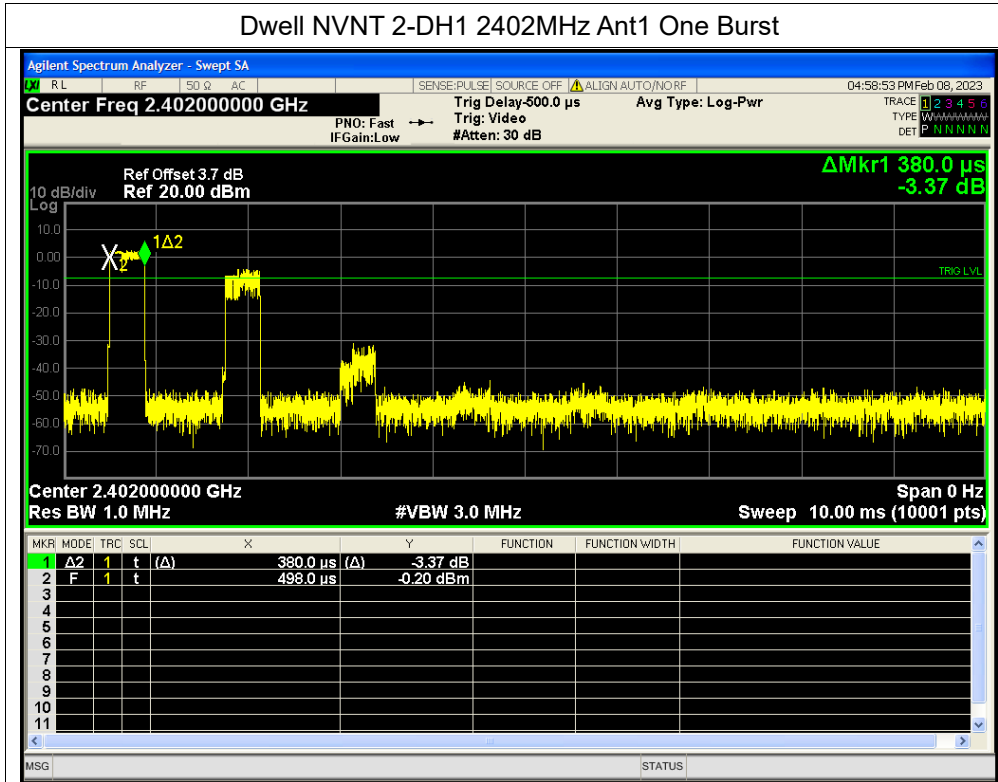 Dwell NVNT 2-DH1 2402MHz Ant1 One Burst
Agilent Spectrum Analyzer - Swept SA
LXI RL RF 50 Ω AC SENSE:PULSE SOURCE OFF ALIGN AUTO/NO RF 04:58:53 PM Feb 08, 2023
Center Freq 2.402000000 GHz
Trig Delay-500.0 µs Avg Type: Log-Pwr TRACE 1 2 3 4 5 6
PNO: Fast Trig: Video TYPE WWWWWW
IFGain:Low #Atten: 30 dB DET P N N N N N
ΔMkr1 380.0 µs
-3.37 dB
Ref Offset 3.7 dB
10 dB/div Ref 20.00 dBm
Log
10.0
0.00
-10.0
-20.0
-30.0
-40.0
-50.0
-60.0
-70.0
1Δ2
2
TRIG LVL
Center 2.402000000 GHz Span 0 Hz
Res BW 1.0 MHz #VBW 3.0 MHz Sweep 10.00 ms (10001 pts)
MKR MODE TRC SCL X Y FUNCTION FUNCTION WIDTH FUNCTION VALUE
1 Δ2 1 t (Δ) 380.0 µs (Δ) -3.37 dB
2 F 1 t 498.0 µs -0.20 dBm
3
4
5
6
7
8
9
10
11
MSG STATUS